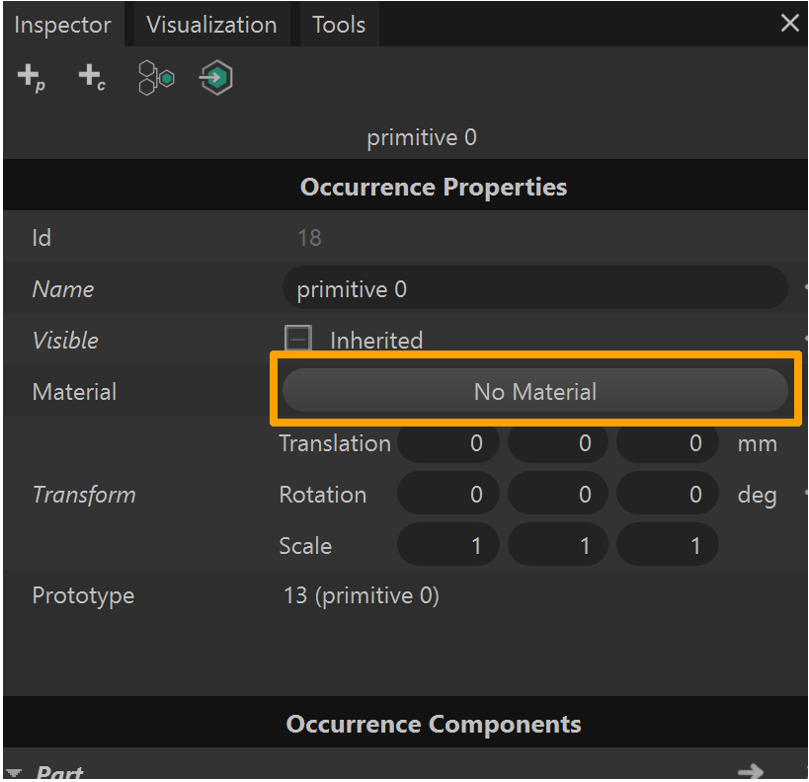 Inspector Visualization Tools
p c
primitive 0
Occurrence Properties
Id 18
Name primitive 0
Visible Inherited
Material No Material
Translation 0 0 0 mm
Transform Rotation 0 0 0 deg
Scale 1 1 1
Prototype 13 (primitive 0)
Occurrence Components
Part